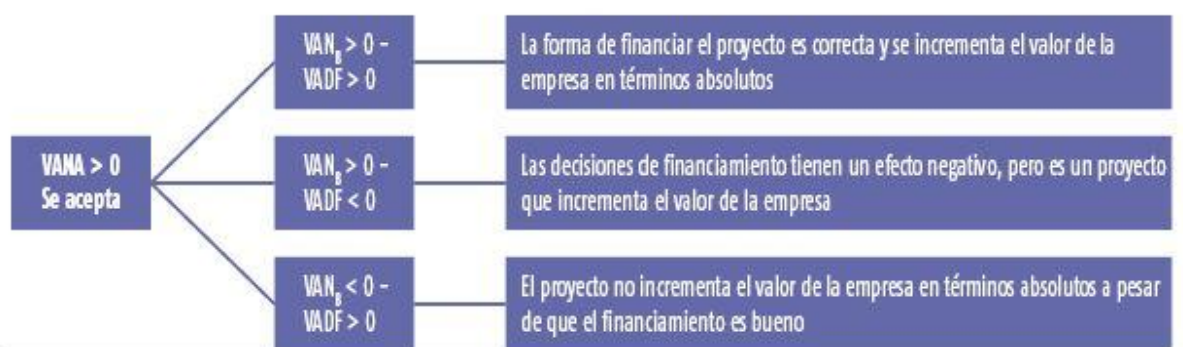 VANA > 0
Se acepta
VAN_B > 0 –
VADF > 0
La forma de financiar el proyecto es correcta y se incrementa el valor de la
empresa en términos absolutos
VAN_B > 0 –
VADF < 0
Las decisiones de financiamiento tienen un efecto negativo, pero es un proyecto
que incrementa el valor de la empresa
VAN_B < 0 –
VADF > 0
El proyecto no incrementa el valor de la empresa en términos absolutos a pesar
de que el financiamiento es bueno